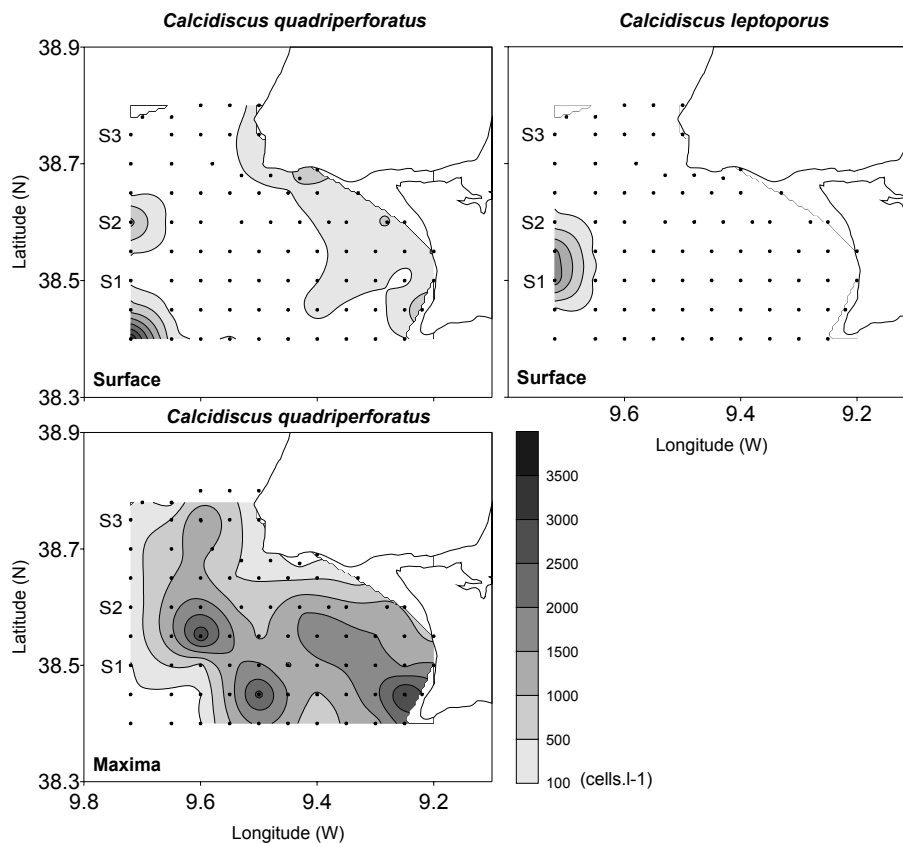 Calcidiscus quadriperforatus
Calcidiscus leptoporus
38.9
38.7
38.5
38.3
Latitude (N)
S3
S2
S1
Surface
S3
S2
S1
Surface
9.6
9.4
9.2
Longitude (W)
Calcidiscus quadriperforatus
38.9
38.7
38.5
38.3
Latitude (N)
S3
S2
S1
Maxima
9.8
9.6
9.4
9.2
Longitude (W)
3500
3000
2500
2000
1500
1000
500
100
(cells.l-1)